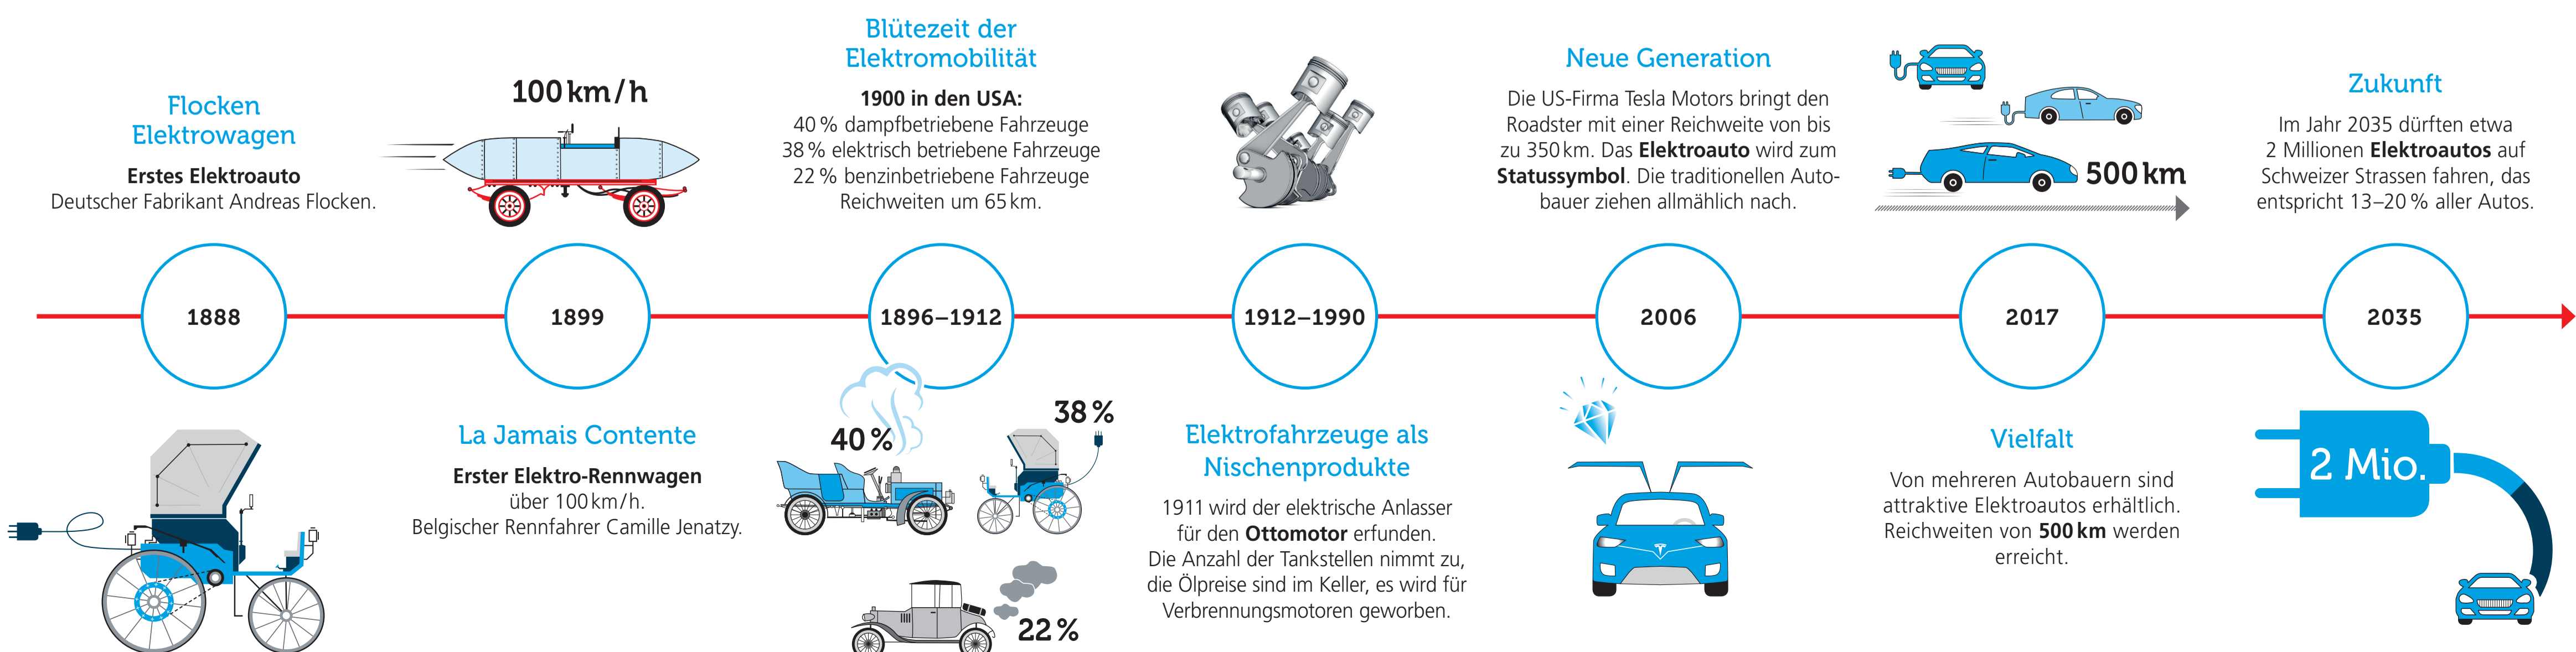 Flocken
Elektrowagen
Erstes Elektroauto
Deutscher Fabrikant Andreas Flocken.
1888
100 km / h
1899
La Jamais Contente
Erster Elektro-Rennwagen
über 100 km/h.
Belgischer Rennfahrer Camille Jenatzy.
Blütezeit der
Elektromobilität
1900 in den USA:
40 % dampfbetriebene Fahrzeuge
38 % elektrisch betriebene Fahrzeuge
22 % benzinbetriebene Fahrzeuge
Reichweiten um 65 km.
1896–1912
40 %
38 %
22 %
1912–1990
Elektrofahrzeuge als
Nischenprodukte
1911 wird der elektrische Anlasser
für den Ottomotor erfunden.
Die Anzahl der Tankstellen nimmt zu,
die Ölpreise sind im Keller, es wird für
Verbrennungsmotoren geworben.
Neue Generation
Die US-Firma Tesla Motors bringt den
Roadster mit einer Reichweite von bis
zu 350 km. Das Elektroauto wird zum
Statussymbol. Die traditionellen Auto-
bauer ziehen allmählich nach.
2006
500 km
2017
Vielfalt
Von mehreren Autobauern sind
attraktive Elektroautos erhältlich.
Reichweiten von 500 km werden
erreicht.
Zukunft
Im Jahr 2035 dürften etwa
2 Millionen Elektroautos auf
Schweizer Strassen fahren, das
entspricht 13–20 % aller Autos.
2035
2 Mio.